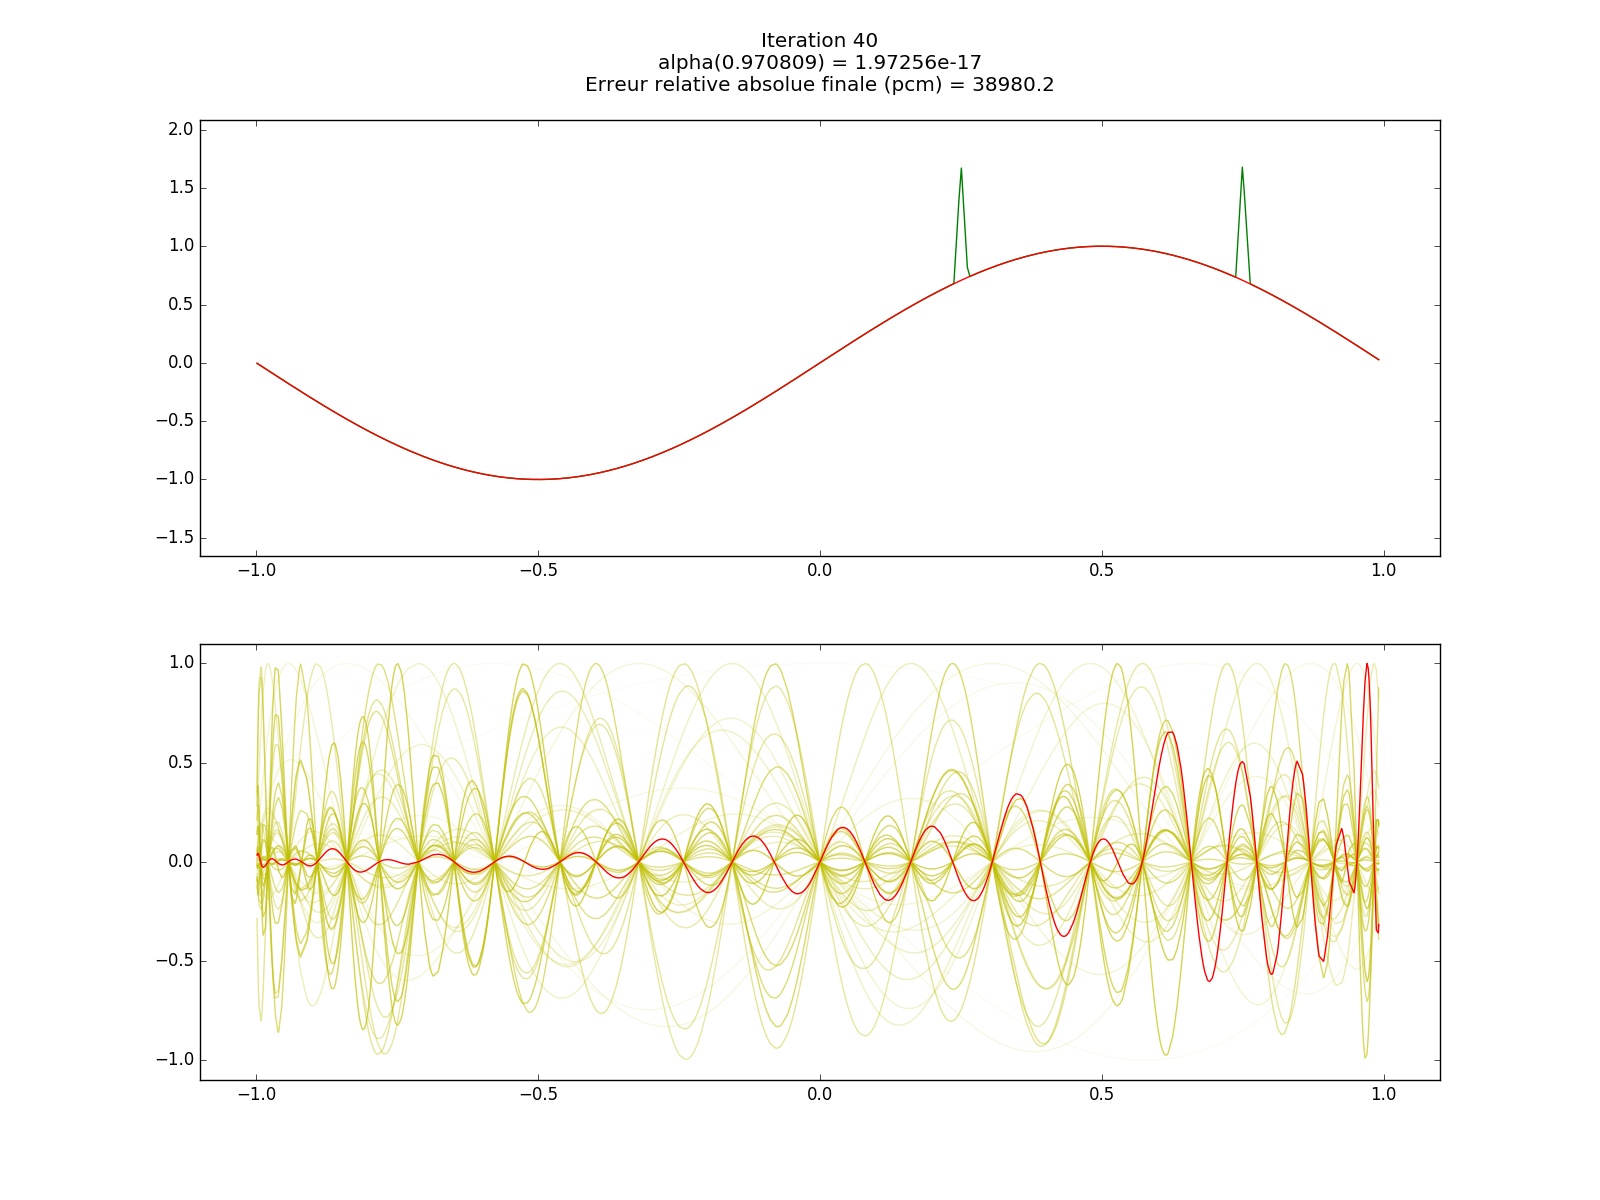 Iteration 40
alpha(0.970809) = 1.97256e-17
Erreur relative absolue finale (pcm) = 38980.2
2.0
1.5
1.0
0.5
0.0
−0.5
−1.0
−1.5
−1.0 −0.5 0.0 0.5 1.0
1.0
0.5
0.0
−0.5
−1.0
−1.0 −0.5 0.0 0.5 1.0